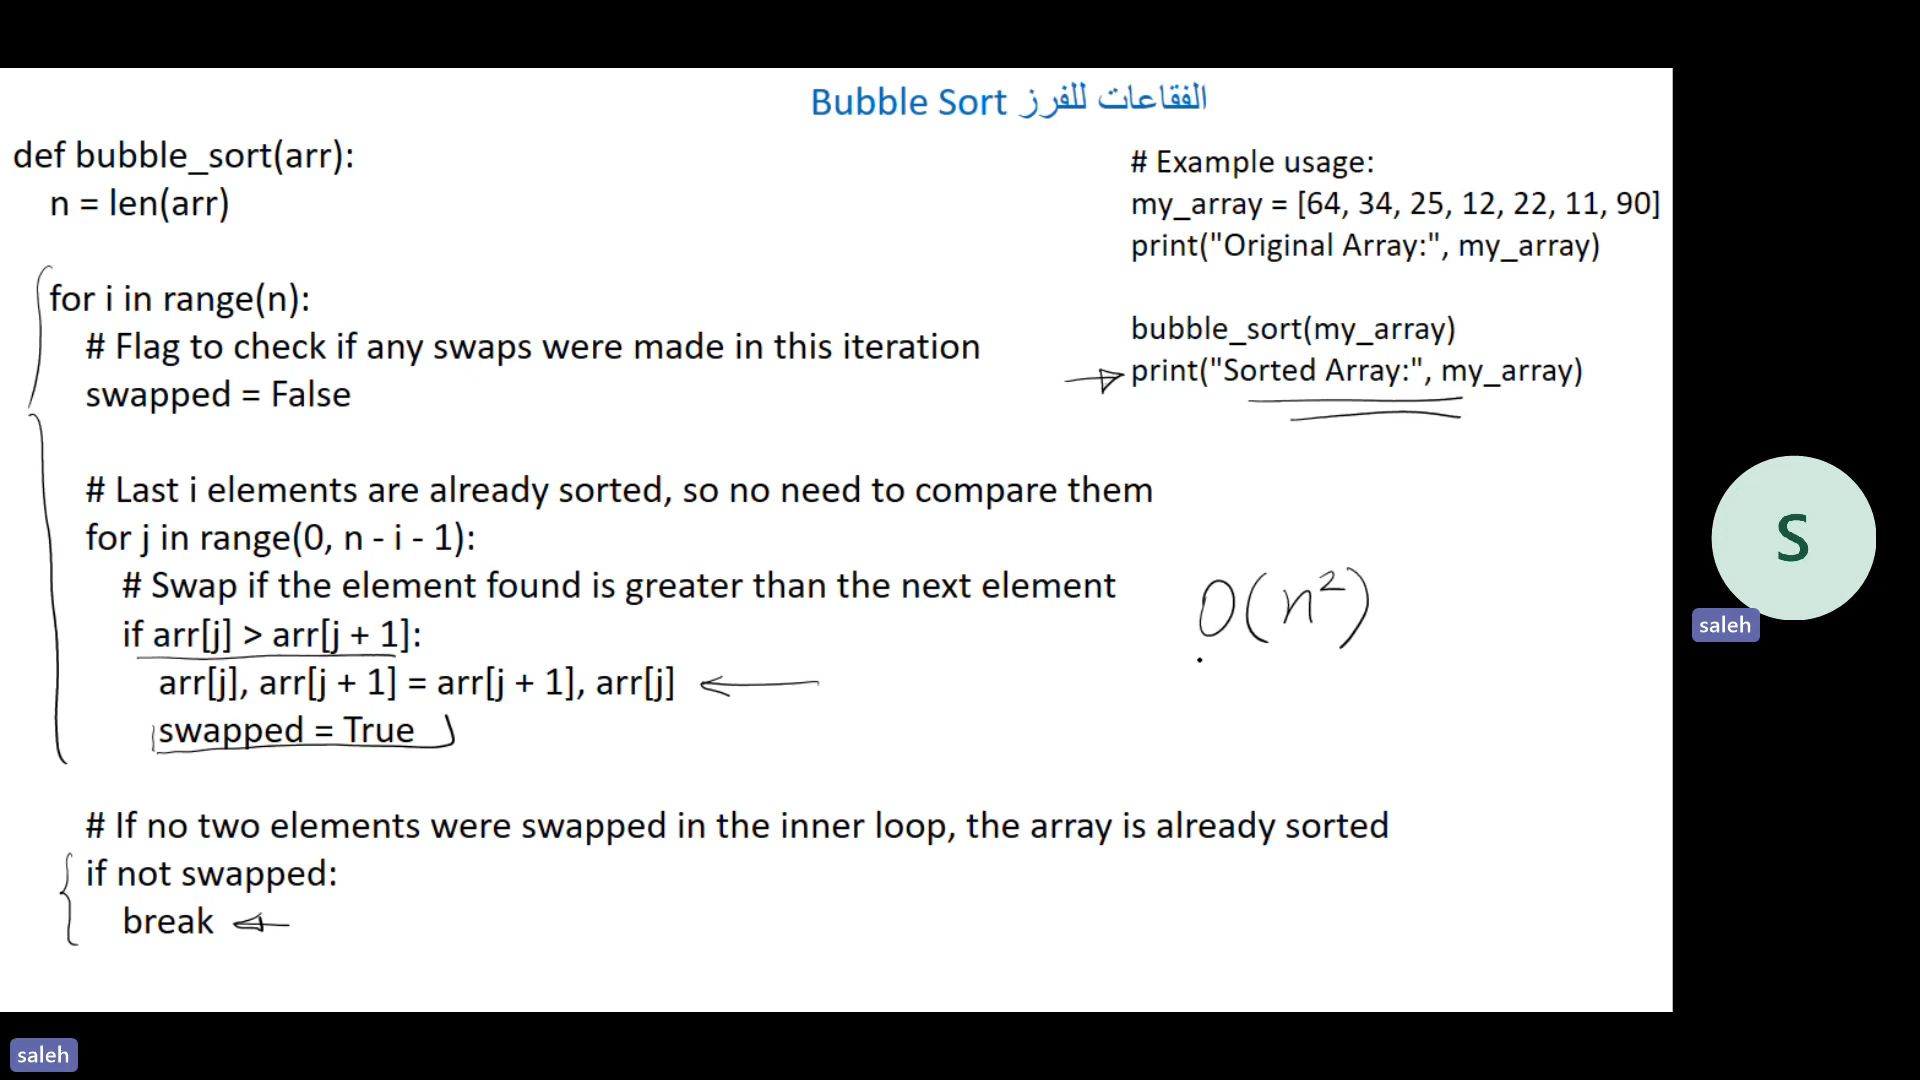 Bubble Sort الفقاعات للفرز
def bubble_sort(arr):
n = len(arr)
for i in range(n):
# Flag to check if any swaps were made in this iteration
swapped = False
# Last i elements are already sorted, so no need to compare them
for j in range(0, n - i - 1):
# Swap if the element found is greater than the next element
if arr[j] > arr[j + 1]:
arr[j], arr[j + 1] = arr[j + 1], arr[j]
swapped = True
# If no two elements were swapped in the inner loop, the array is already sorted
if not swapped:
break
# Example usage:
my_array = [64, 34, 25, 12, 22, 11, 90]
print("Original Array:", my_array)
bubble_sort(my_array)
print("Sorted Array:", my_array)
O(n²)
S
saleh
saleh